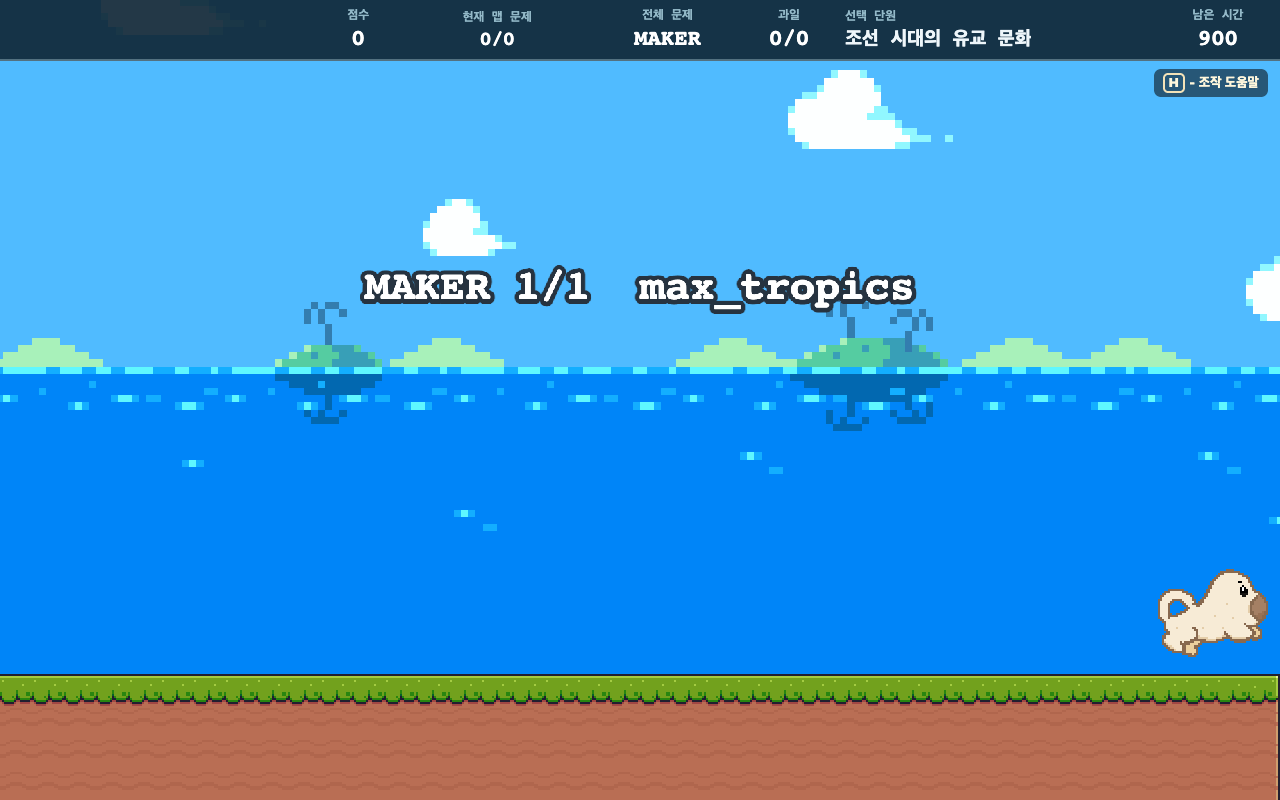 점수
0
현재 맵 문제
0/0
전체 문제
MAKER
과일
0/0
선택 단원
조선 시대의 유교 문화
남은 시간
900
H - 조작 도움말
MAKER 1/1 max_tropics